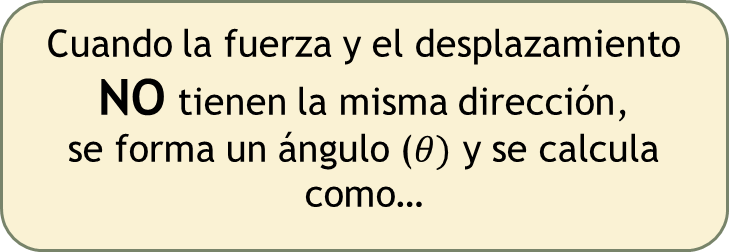 Cuando la fuerza y el desplazamiento
NO tienen la misma dirección,
se forma un ángulo (θ) y se calcula
como…